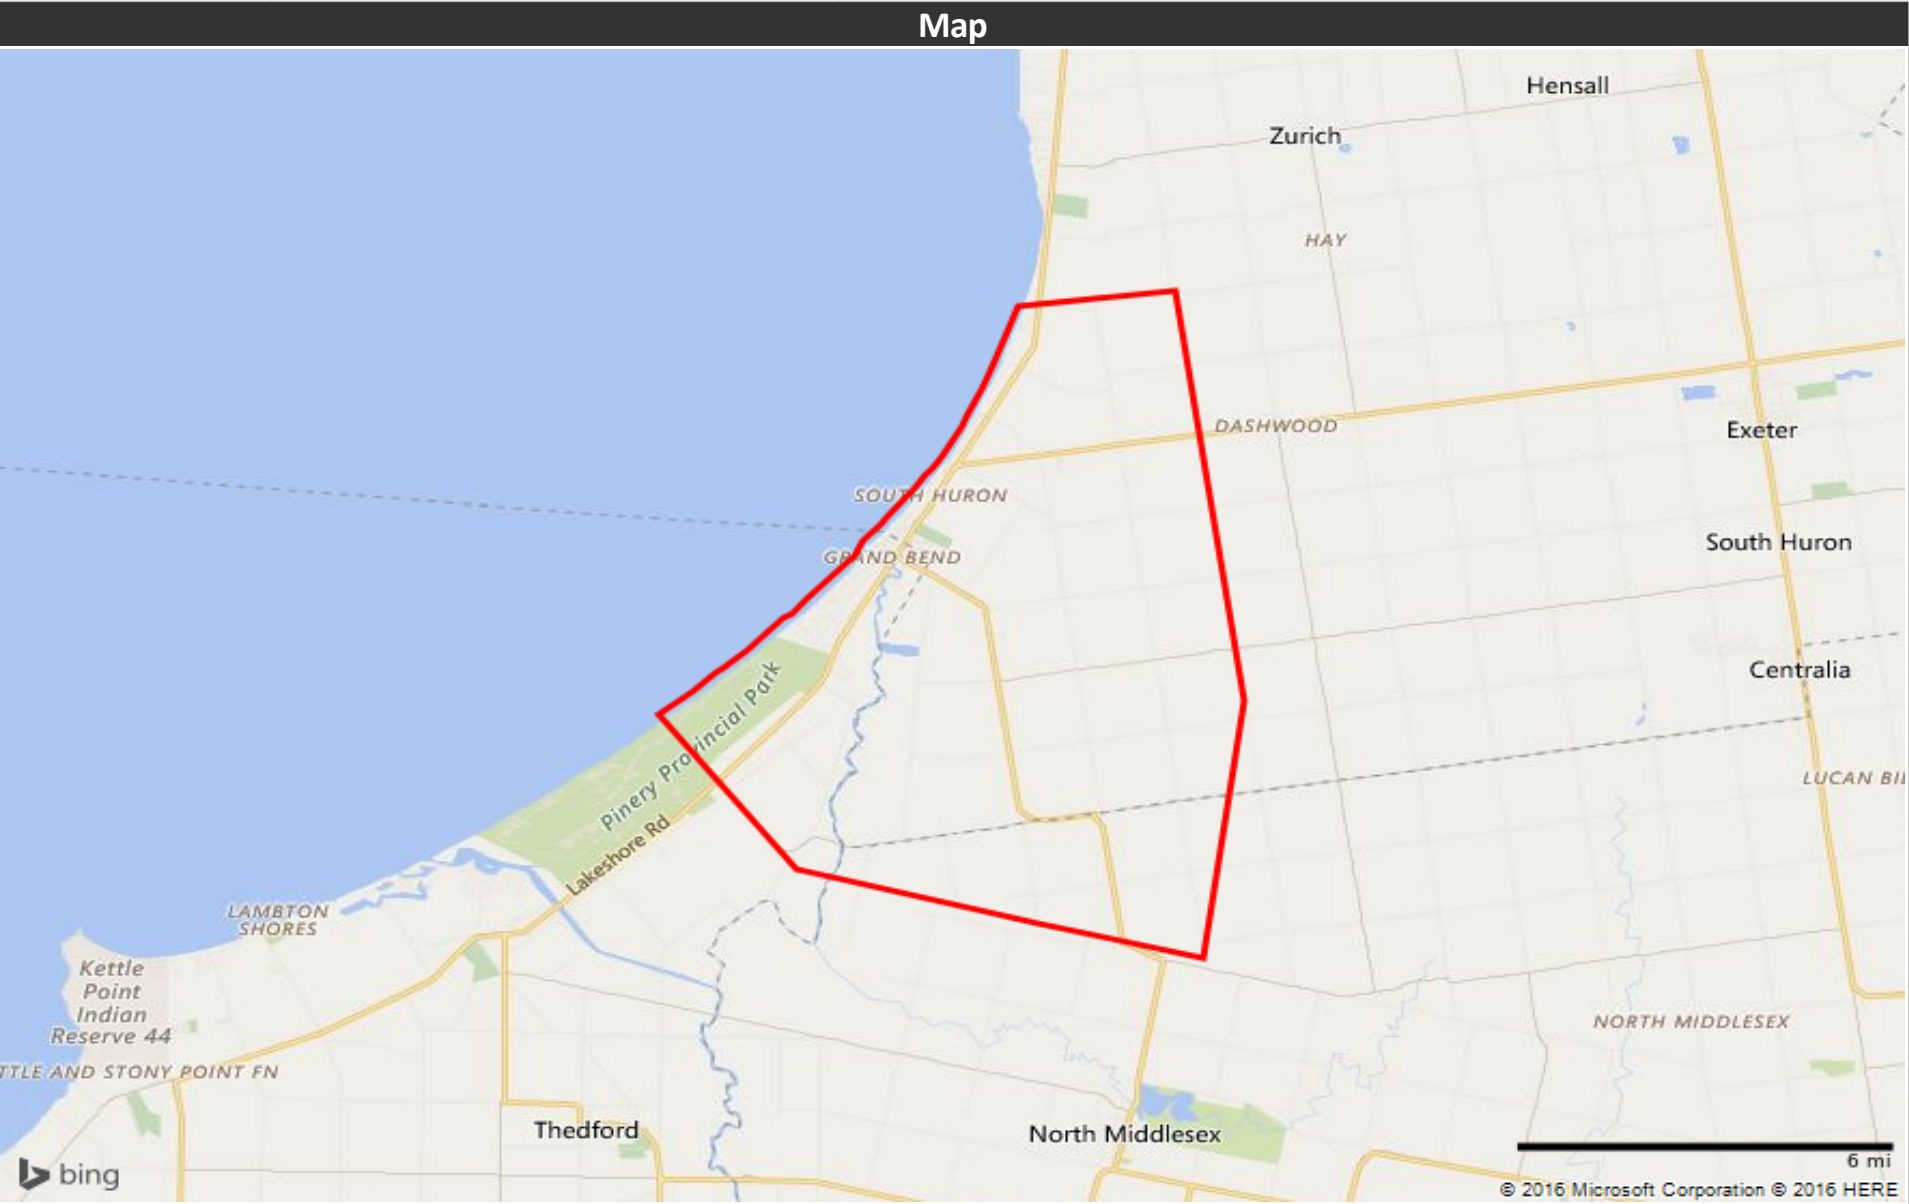 Map
Hensall
Zurich
HAY
DASHWOOD
Exeter
SOUTH HURON
South Huron
GRAND BEND
Centralia
Pinery Provincial Park
LUCAN BI
Lakeshore Rd
LAMBTON
SHORES
Kettle
Point
Indian
Reserve 44
NORTH MIDDLESEX
TTLE AND STONY POINT FN
Thedford
North Middlesex
6 mi
bing
© 2016 Microsoft Corporation © 2016 HERE